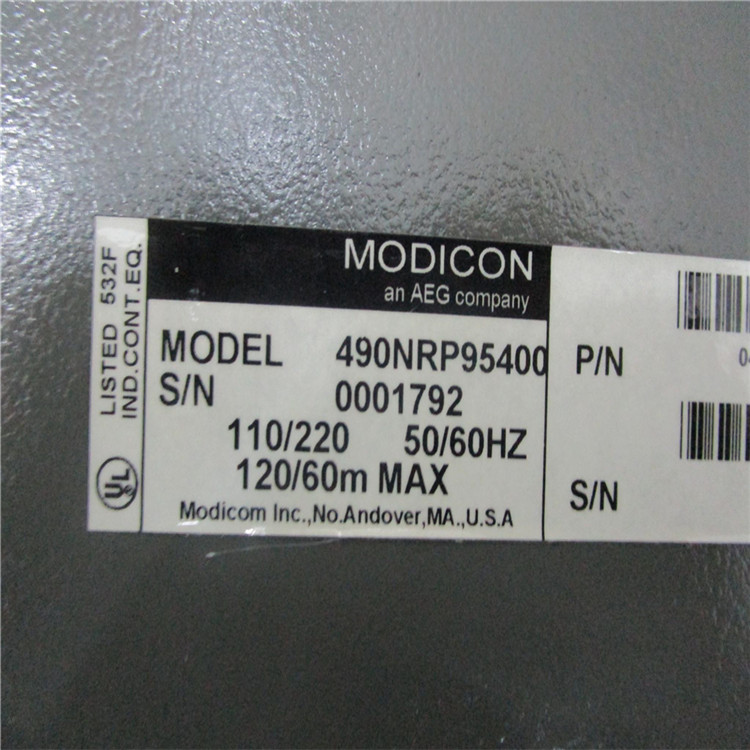 LISTED 532F
IND.CONT.EQ.
UL
MODICON
an AEG company
MODEL 490NRP95400
S/N 0001792
110/220 50/60HZ
120/60m MAX
Modicom Inc.,No.Andover,MA.,U.S.A
P/N
S/N